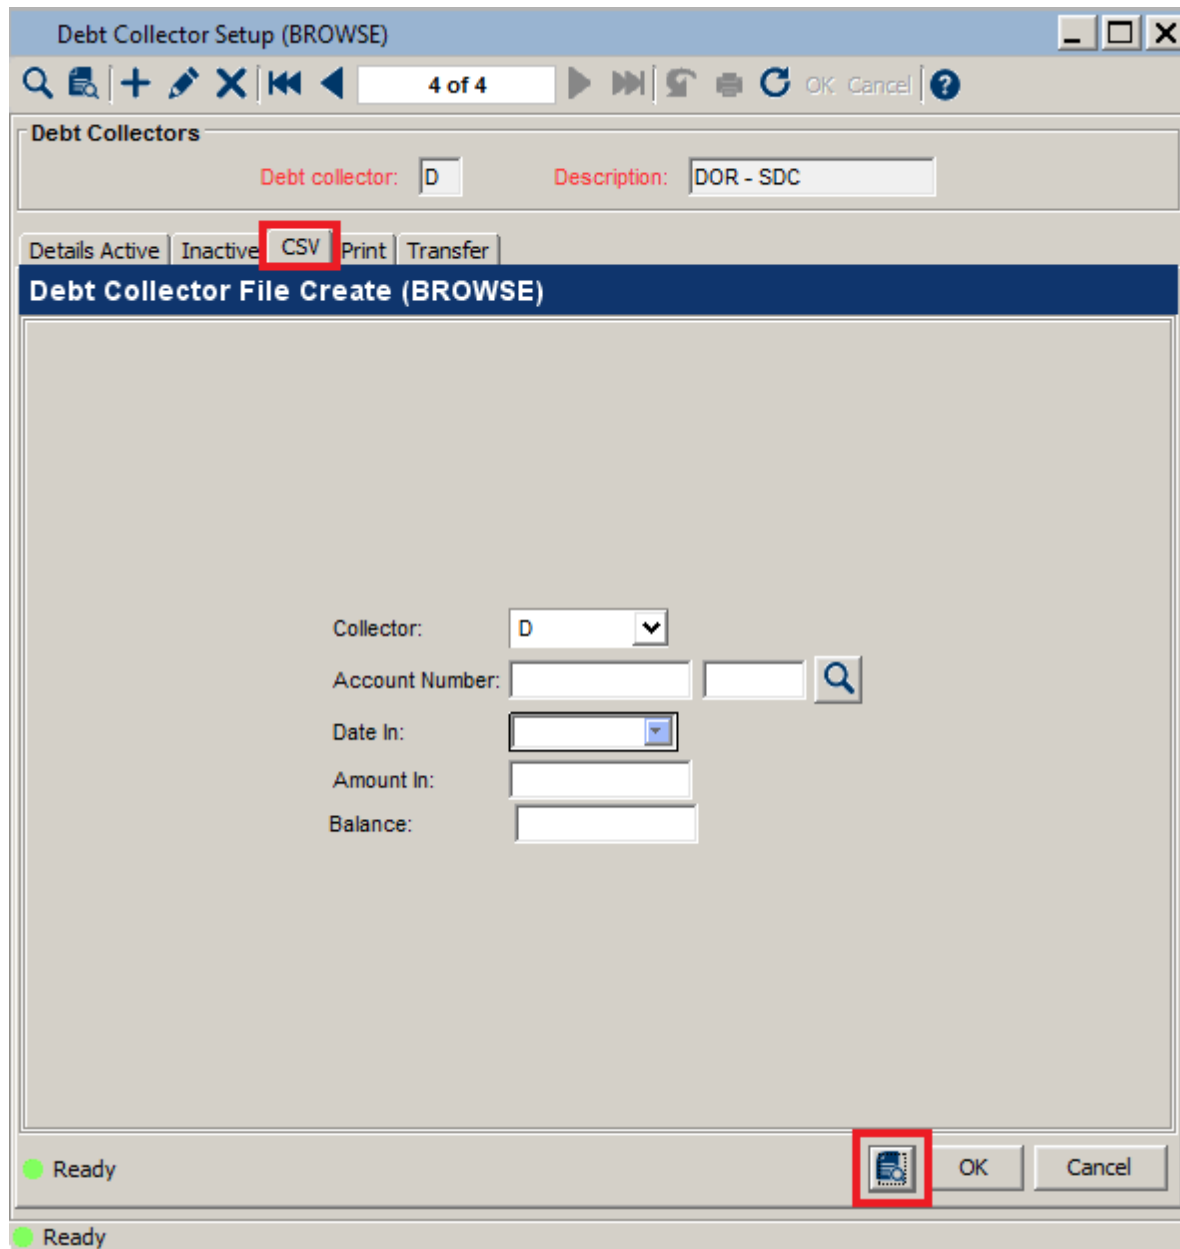 Debt Collector Setup (BROWSE)
4 of 4 OK Cancel
Debt Collectors
Debt collector: D Description: DOR - SDC
Details Active Inactive CSV Print Transfer
Debt Collector File Create (BROWSE)
Collector: D
Account Number:
Date In:
Amount In:
Balance:
Ready OK Cancel
Ready